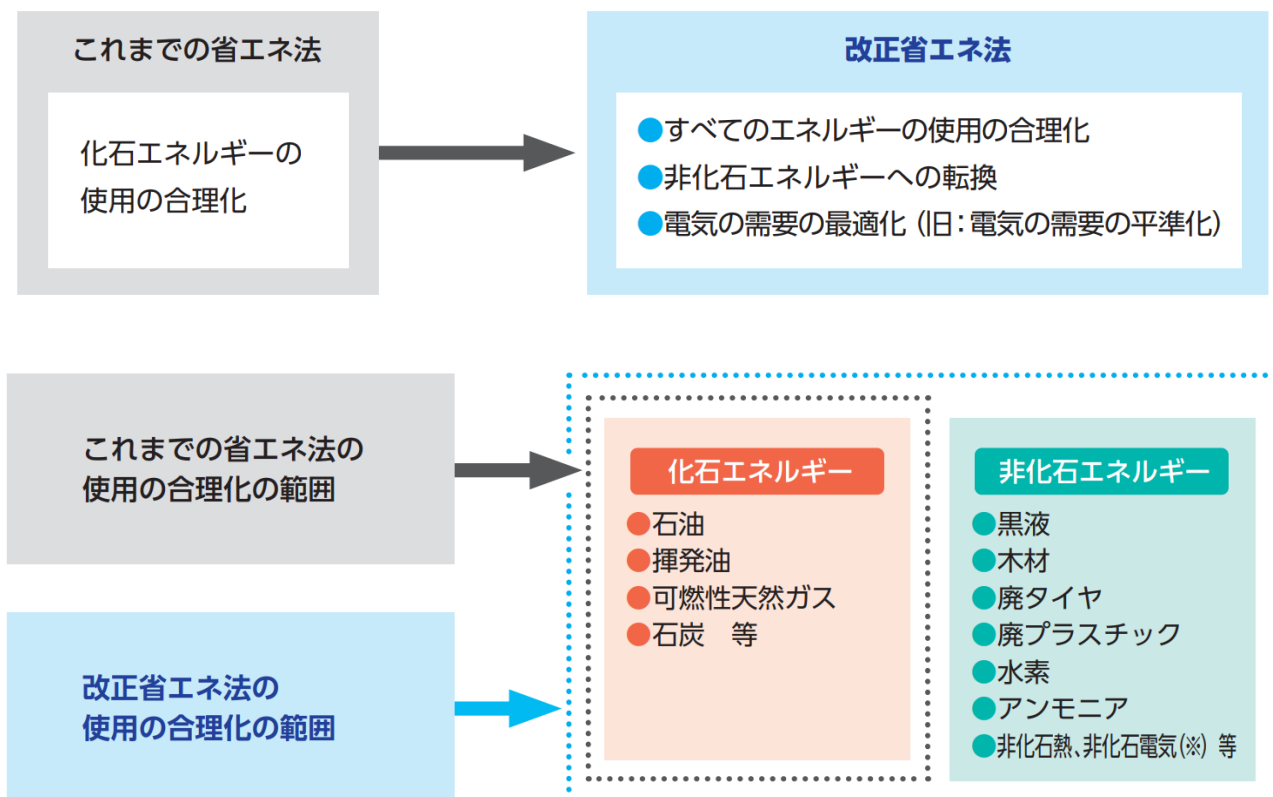 これまでの省エネ法
化石エネルギーの
使用の合理化
改正省エネ法
●すべてのエネルギーの使用の合理化
●非化石エネルギーへの転換
●電気の需要の最適化（旧：電気の需要の平準化）
これまでの省エネ法の
使用の合理化の範囲
改正省エネ法の
使用の合理化の範囲
化石エネルギー
●石油
●揮発油
●可燃性天然ガス
●石炭　等
非化石エネルギー
●黒液
●木材
●廃タイヤ
●廃プラスチック
●水素
●アンモニア
●非化石熱、非化石電気(※)　等